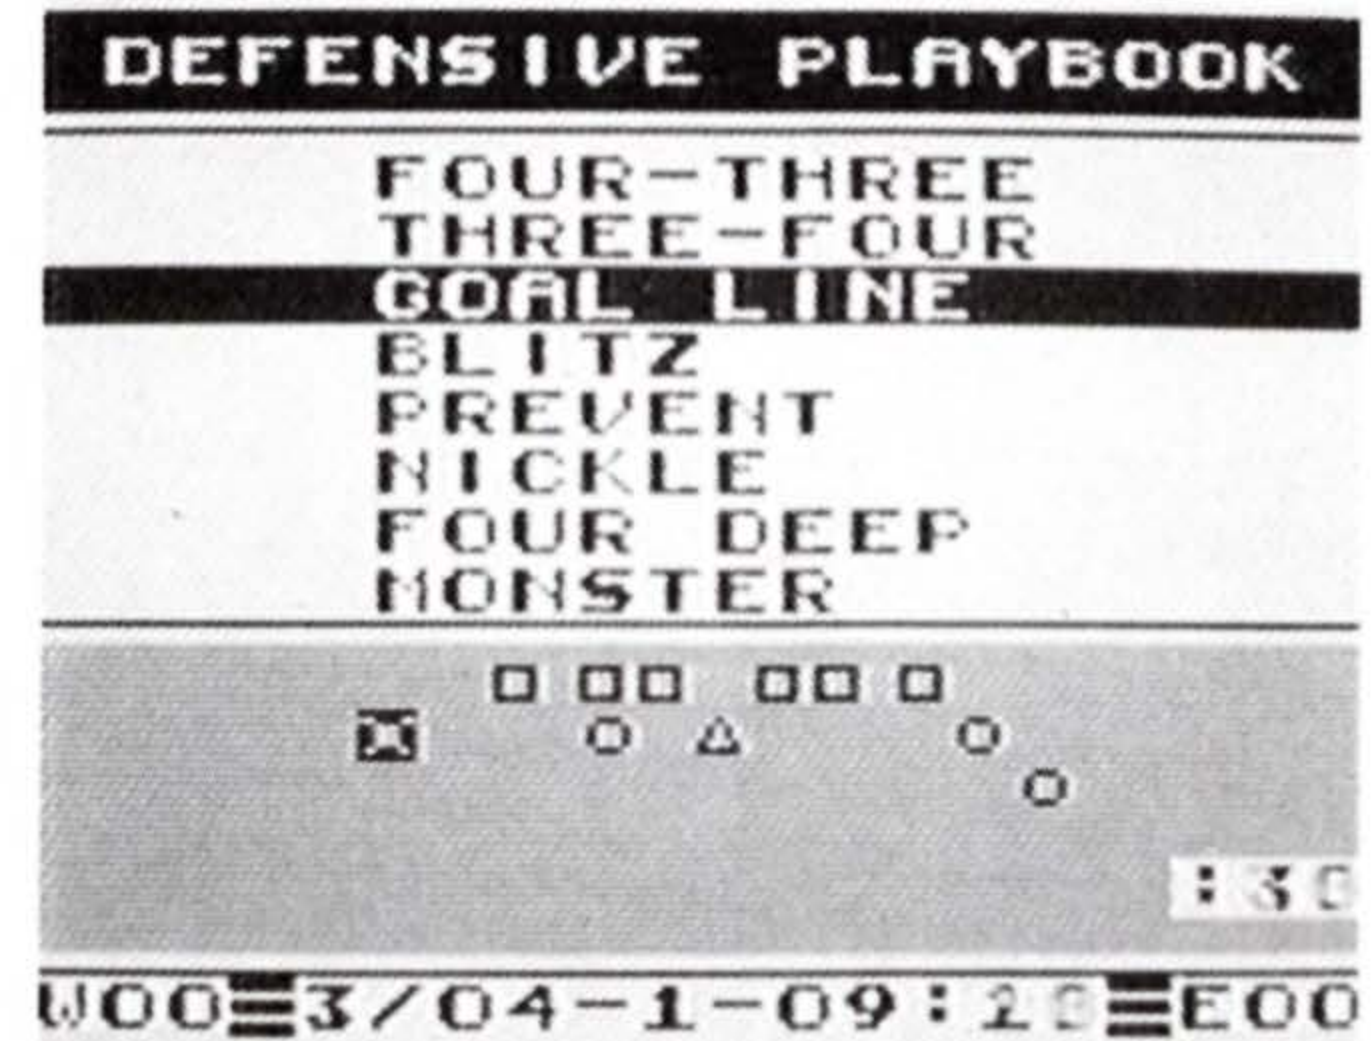 DEFENSIVE PLAYBOOK
FOUR-THREE
THREE-FOUR
GOAL LINE
BLITZ
PREVENT
NICKLE
FOUR DEEP
MONSTER
W00≡3/04-1-09:2
E00